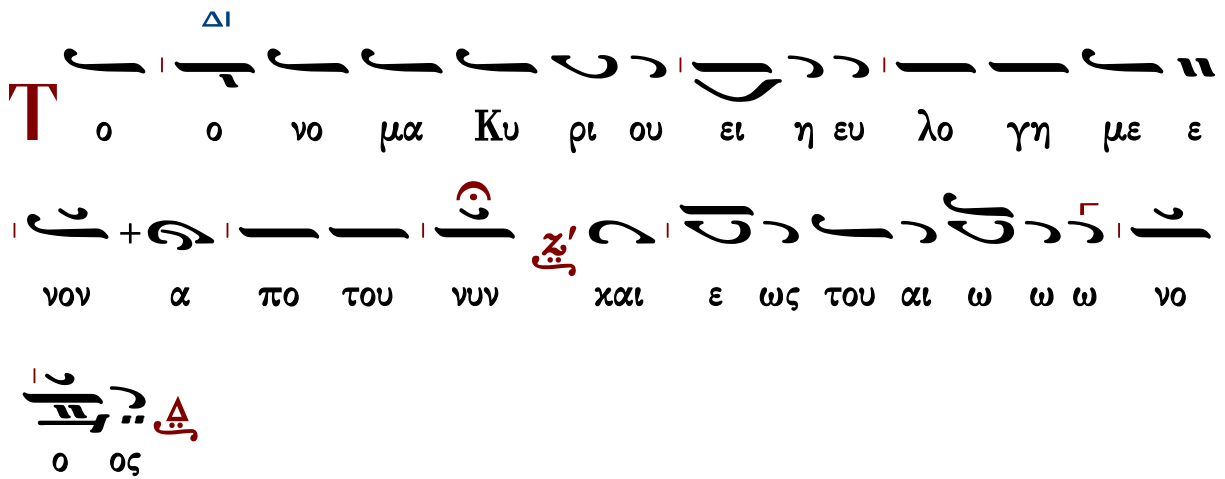 ΔΙ
Τ ο ο νο μα Κυ ρι ου ει η ευ λο γη με ε
ζ'
νον α πο του νυν και ε ως του αι ω ω ω νο
Δ
ο ος